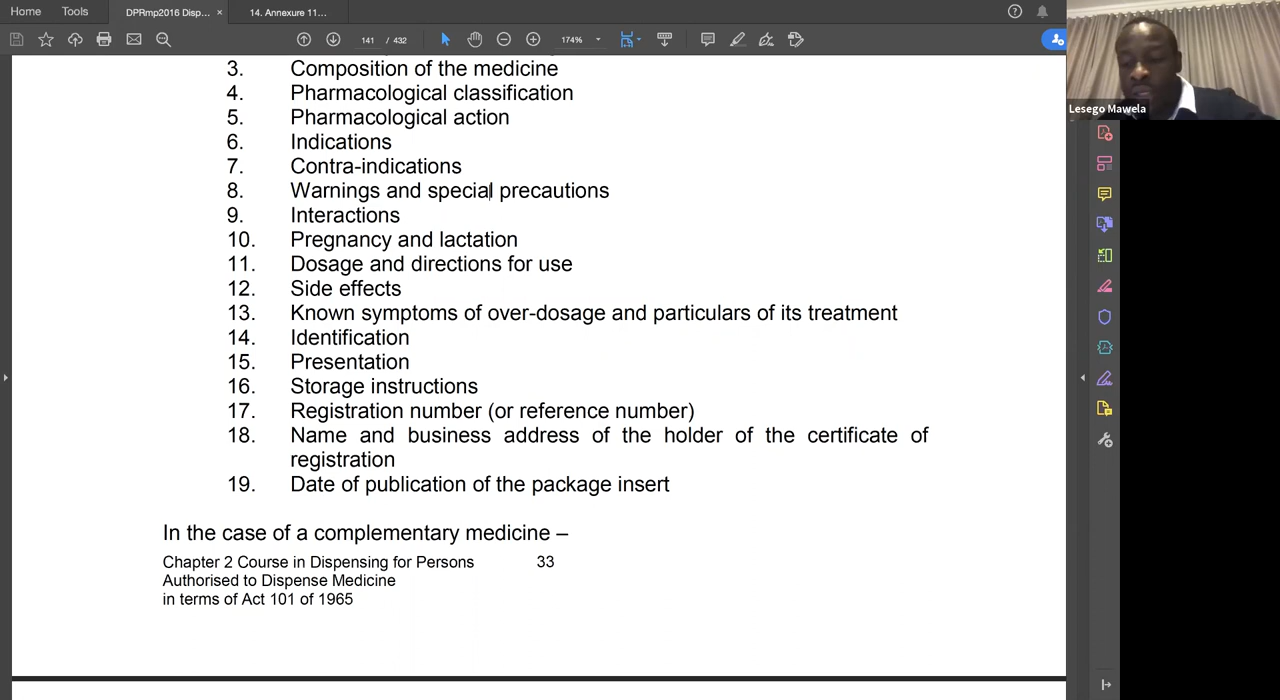 Home
Tools
DPRmp2016 Disp... ×
14. Annexure 11...
141 / 432
174%
Lesego Mawela
3. Composition of the medicine
4. Pharmacological classification
5. Pharmacological action
6. Indications
7. Contra-indications
8. Warnings and special precautions
9. Interactions
10. Pregnancy and lactation
11. Dosage and directions for use
12. Side effects
13. Known symptoms of over-dosage and particulars of its treatment
14. Identification
15. Presentation
16. Storage instructions
17. Registration number (or reference number)
18. Name and business address of the holder of the certificate of
registration
19. Date of publication of the package insert
In the case of a complementary medicine –
Chapter 2 Course in Dispensing for Persons 33
Authorised to Dispense Medicine
in terms of Act 101 of 1965